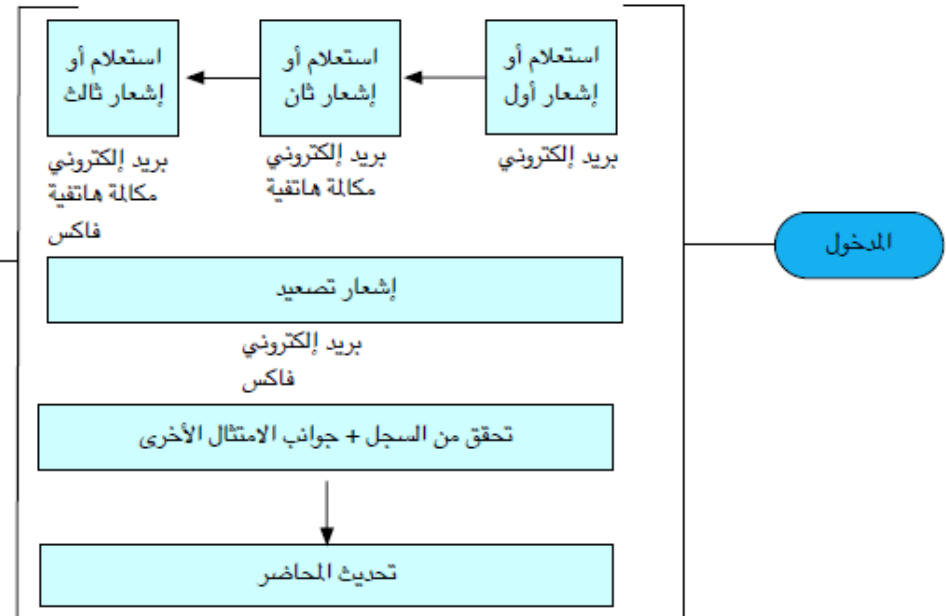 المدخول
استعلام أو
إشعار أول
بريد إلكتروني
استعلام أو
إشعار ثان
بريد إلكتروني
مكالمة هاتفية
استعلام أو
إشعار ثالث
بريد إلكتروني
مكالمة هاتفية
فاكس
إشعار تصعيد
بريد إلكتروني
فاكس
تحقق من السجل + جوانب الامتثال الأخرى
تحديث المحاضر